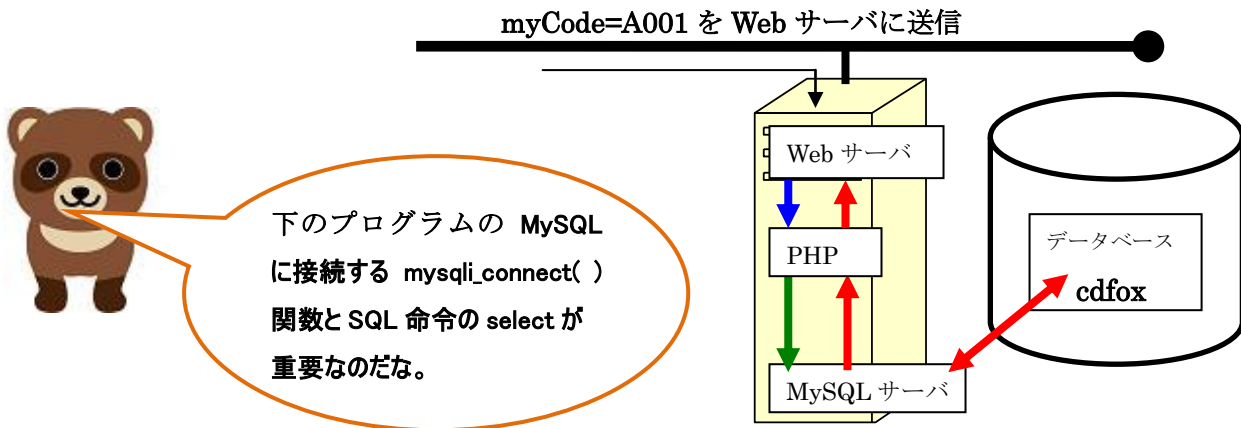 myCode=A001 を Web サーバに送信
Web サーバ
PHP
MySQL サーバ
データベース
cdfox
下のプログラムの MySQL
に接続する mysqli_connect( )
関数と SQL 命令の select が
重要なのだな。